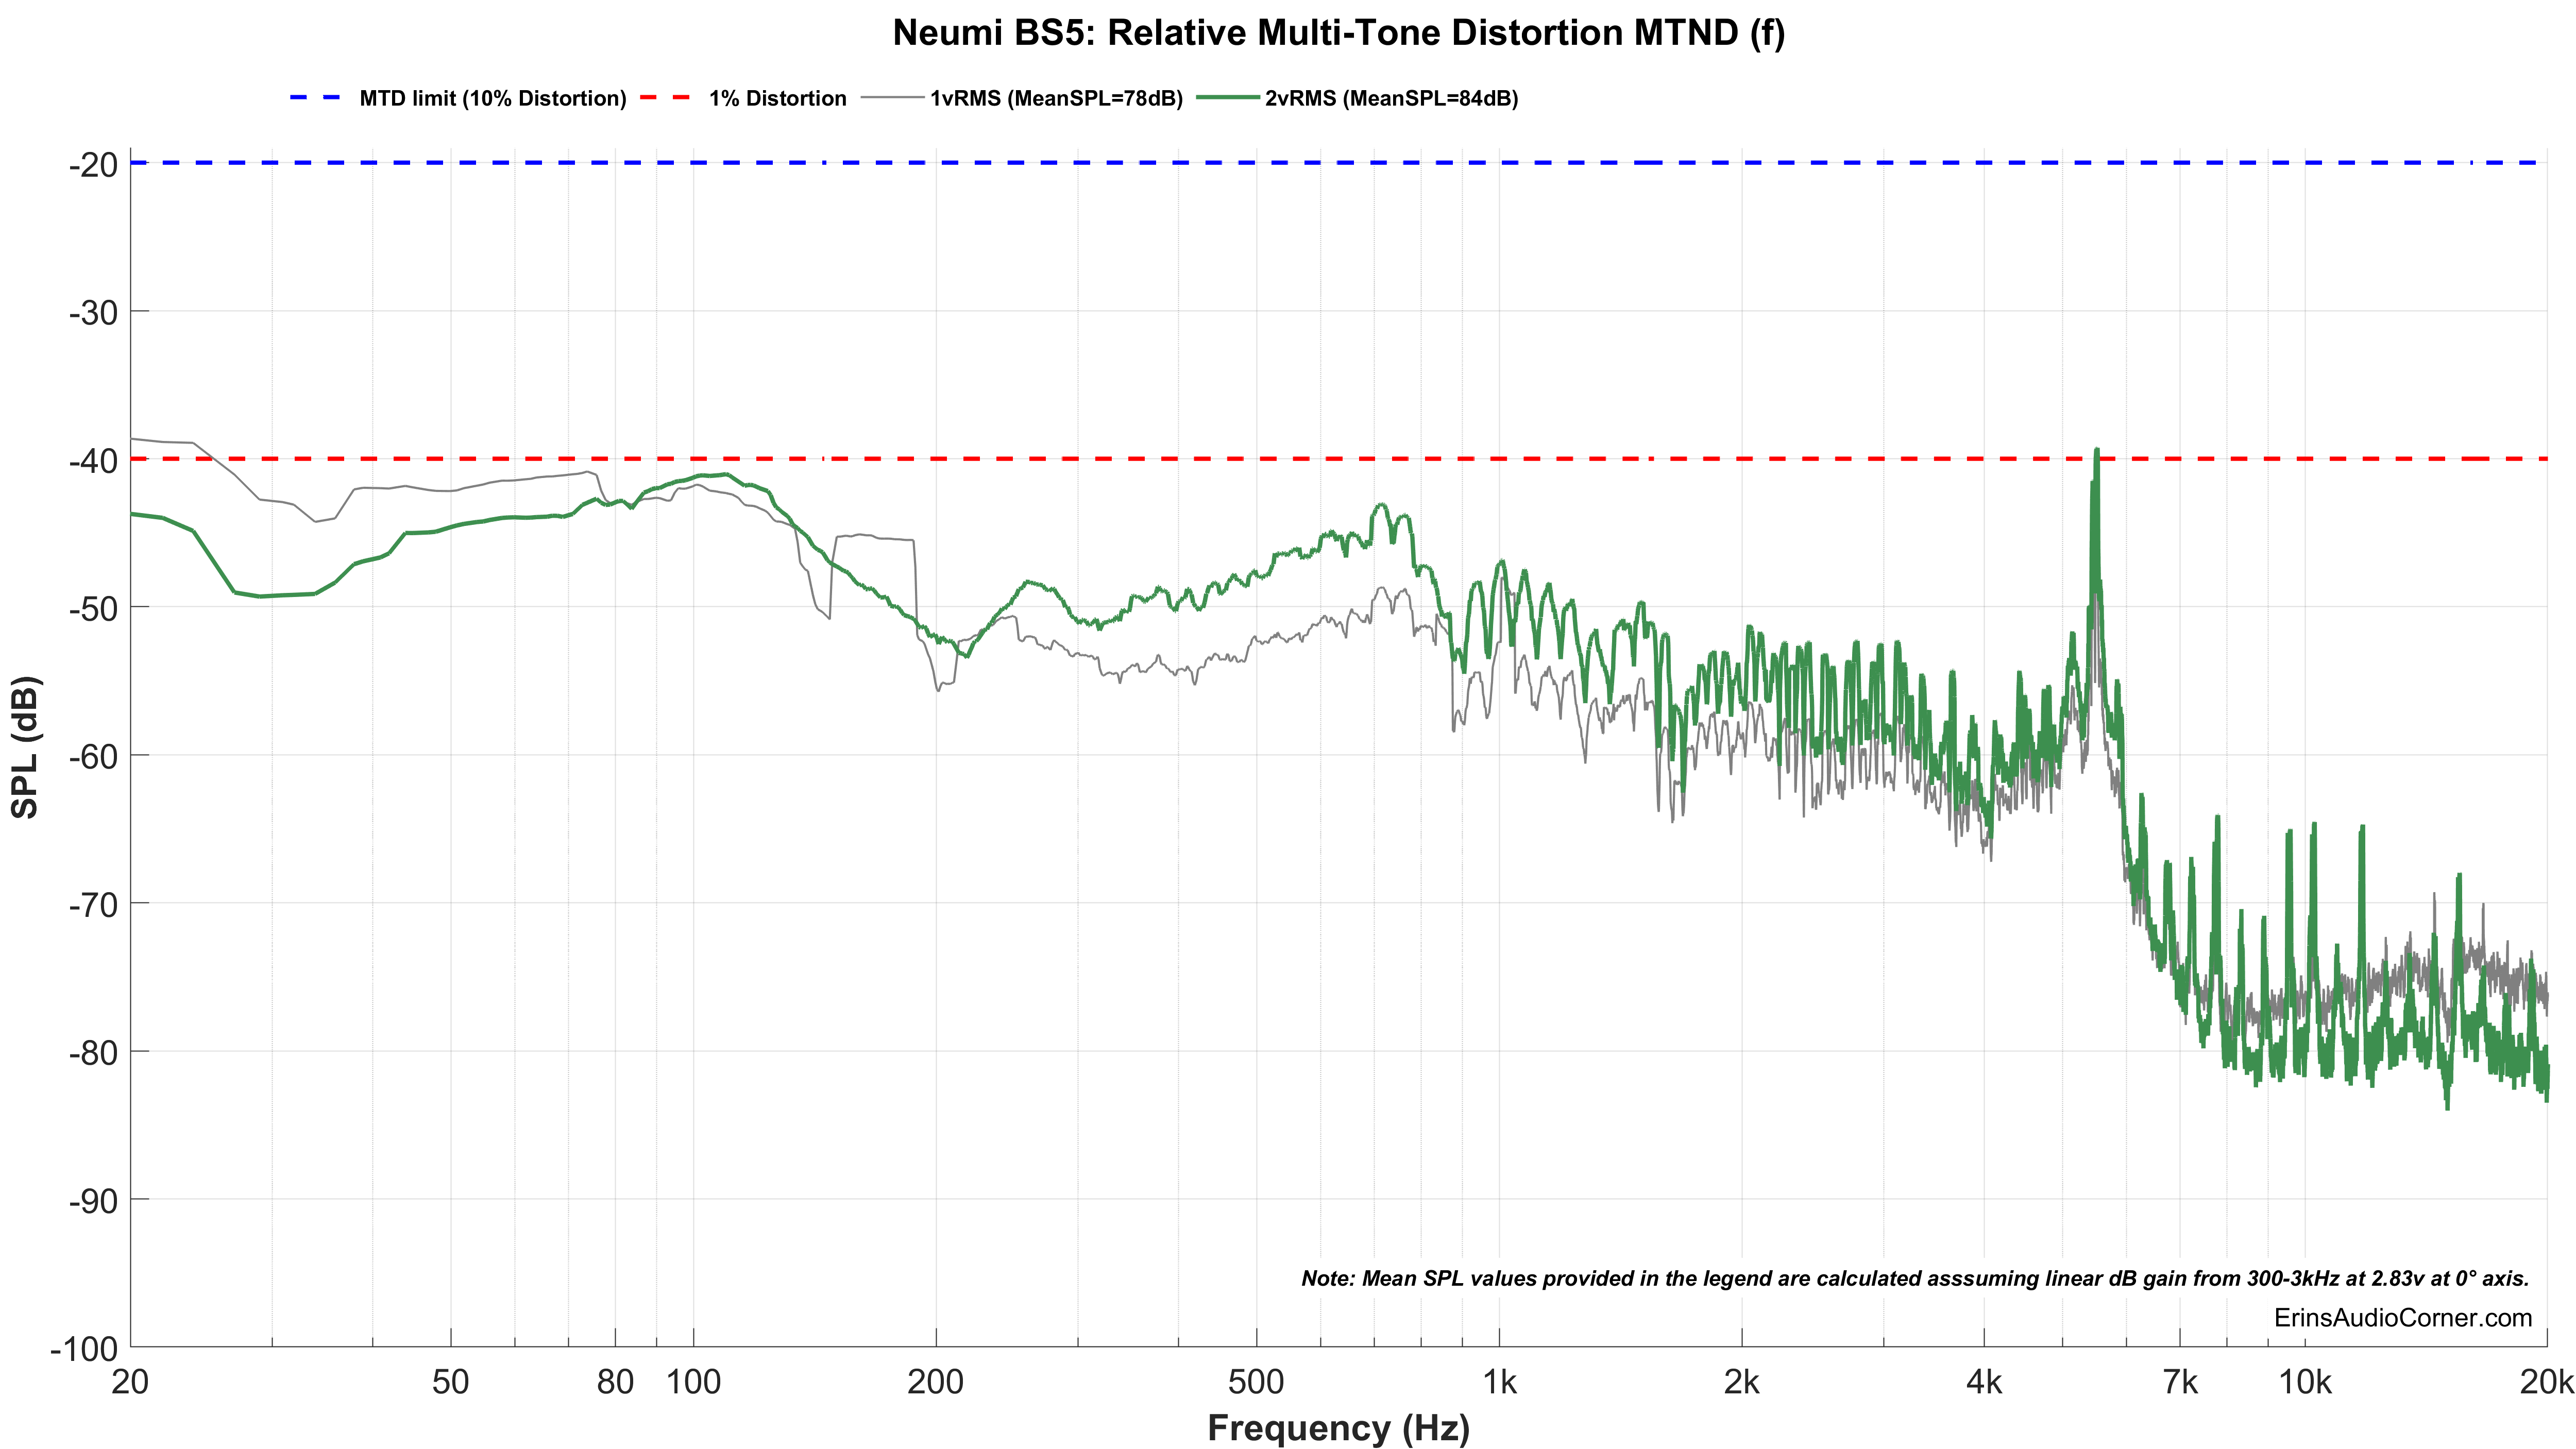 Neumi BS5: Relative Multi-Tone Distortion MTND (f)
MTD limit (10% Distortion) 1% Distortion 1vRMS (MeanSPL=78dB) 2vRMS (MeanSPL=84dB)
SPL (dB)
-20
-30
-40
-50
-60
-70
-80
-90
-100
Note: Mean SPL values provided in the legend are calculated asssuming linear dB gain from 300-3kHz at 2.83v at 0° axis.
ErinsAudioCorner.com
20 50 80 100 200 500 1k 2k 4k 7k 10k 20k
Frequency (Hz)